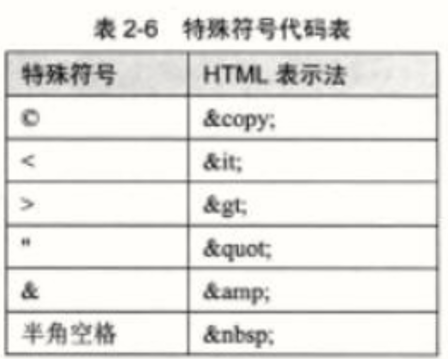 表 2-6 特殊符号代码表
特殊符号 HTML 表示法
© &copy;
< &it;
> &gt;
" &quot;
& &amp;
半角空格 &nbsp;